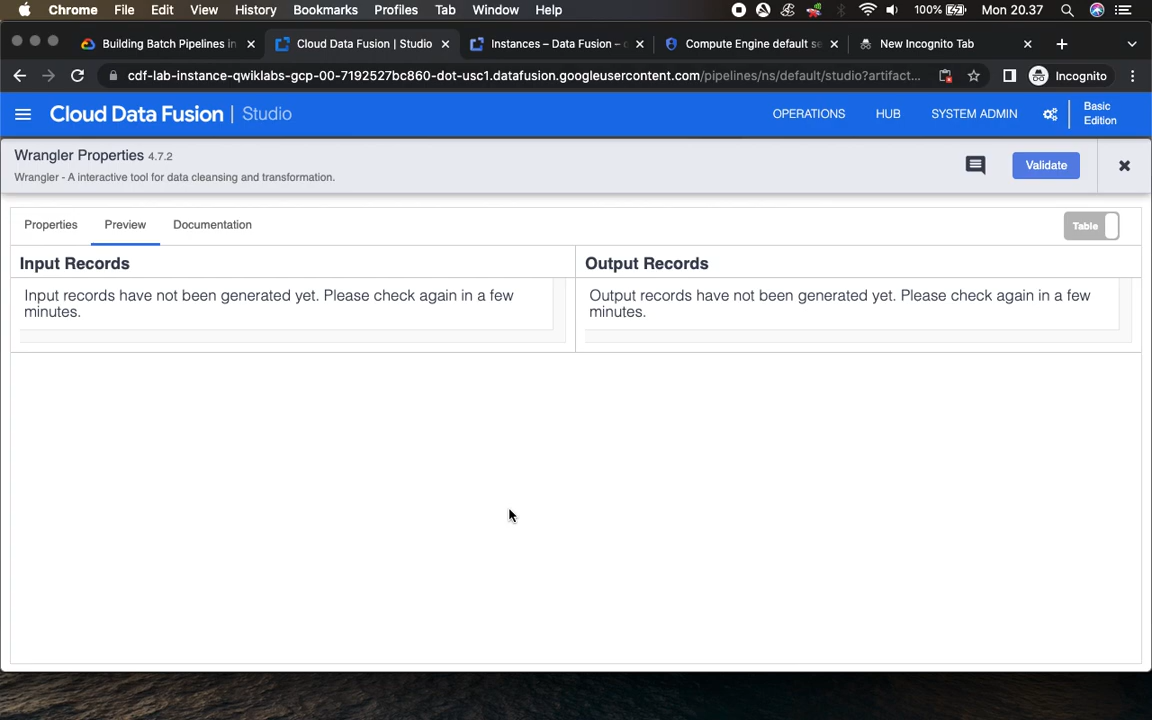 Chrome File Edit View History Bookmarks Profiles Tab Window Help 100% Mon 20.37
Building Batch Pipelines in Cloud Data Fusion | Studio Instances – Data Fusion – Compute Engine default se New Incognito Tab
cdf-lab-instance-qwiklabs-gcp-00-7192527bc860-dot-usc1.datafusion.googleusercontent.com/pipelines/ns/default/studio?artifact... Incognito
Cloud Data Fusion | Studio OPERATIONS HUB SYSTEM ADMIN Basic Edition
Wrangler Properties 4.7.2
Wrangler - A interactive tool for data cleansing and transformation.
Validate
Properties Preview Documentation Table
Input Records Output Records
Input records have not been generated yet. Please check again in a few
minutes.
Output records have not been generated yet. Please check again in a few
minutes.